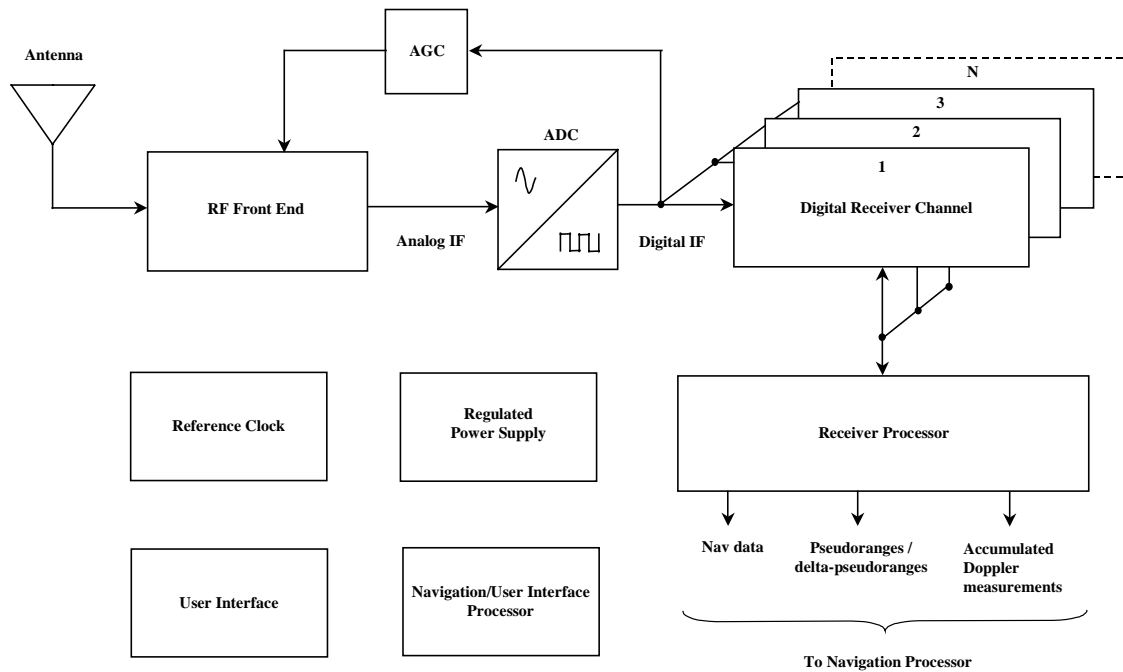 AGC
Antenna
N
3
ADC
2
1
RF Front End
Digital Receiver Channel
Analog IF
Digital IF
Reference Clock
Regulated
Power Supply
Receiver Processor
Nav data
Pseudoranges /
delta-pseudoranges
Accumulated
Doppler
measurements
User Interface
Navigation/User Interface
Processor
To Navigation Processor